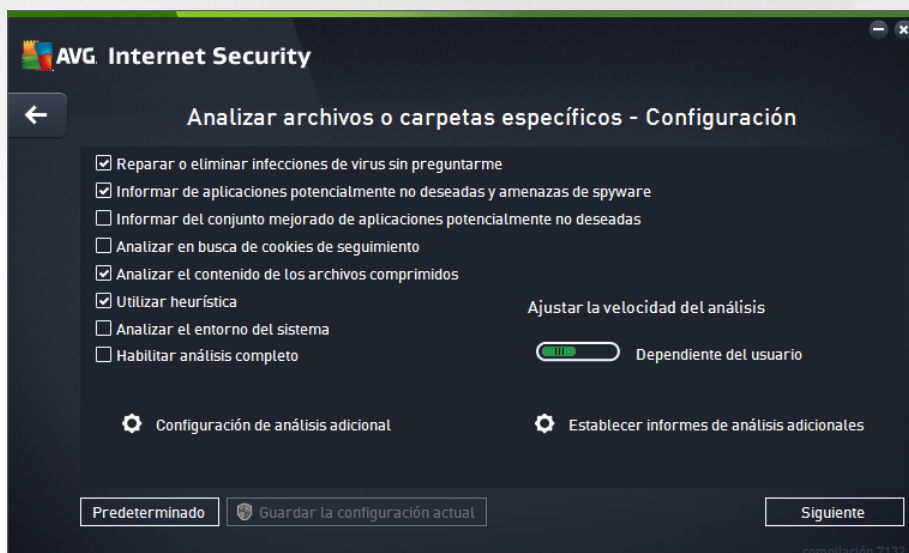 AVG. Internet Security
Analizar archivos o carpetas específicos - Configuración
Reparar o eliminar infecciones de virus sin preguntarme
Informar de aplicaciones potencialmente no deseadas y amenazas de spyware
Informar del conjunto mejorado de aplicaciones potencialmente no deseadas
Analizar en busca de cookies de seguimiento
Analizar el contenido de los archivos comprimidos
Utilizar heurística
Analizar el entorno del sistema
Habilitar análisis completo
Ajustar la velocidad del análisis
Dependiente del usuario
Configuración de análisis adicional
Establecer informes de análisis adicionales
Predeterminado
Guardar la configuración actual
Siguiente
compilación 7132